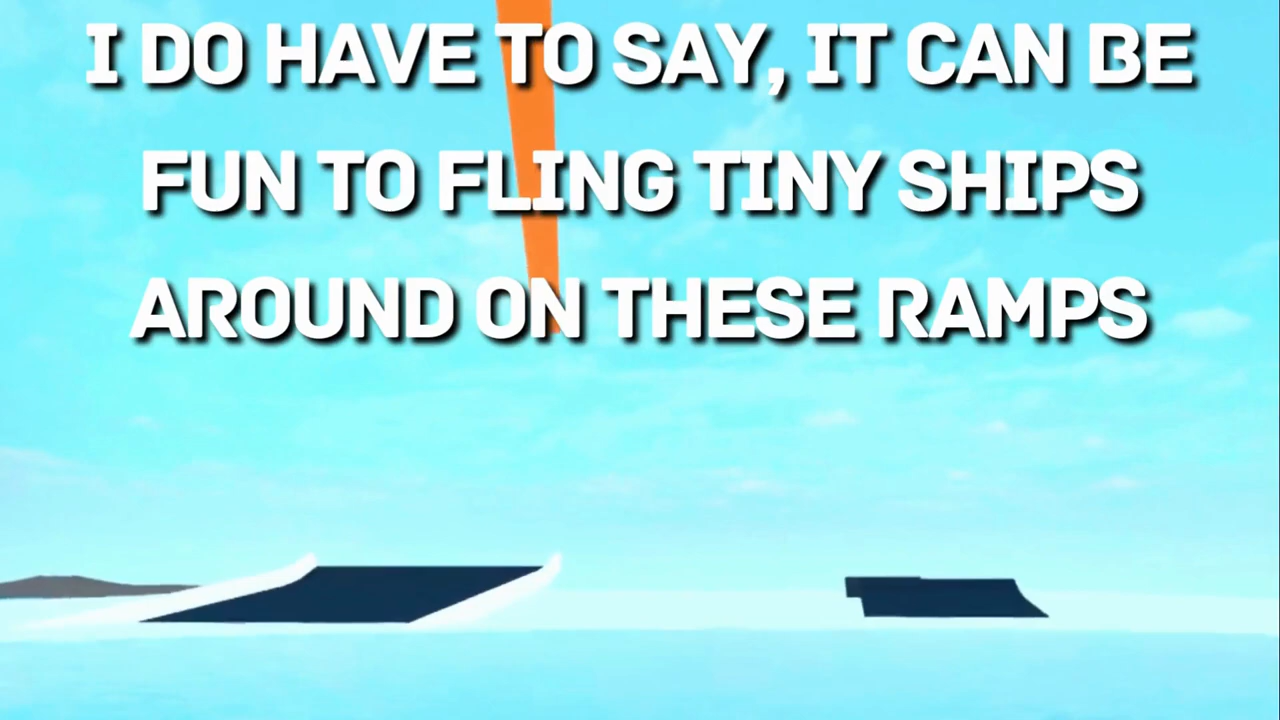 I DO HAVE TO SAY, IT CAN BE
FUN TO FLING TINY SHIPS
AROUND ON THESE RAMPS